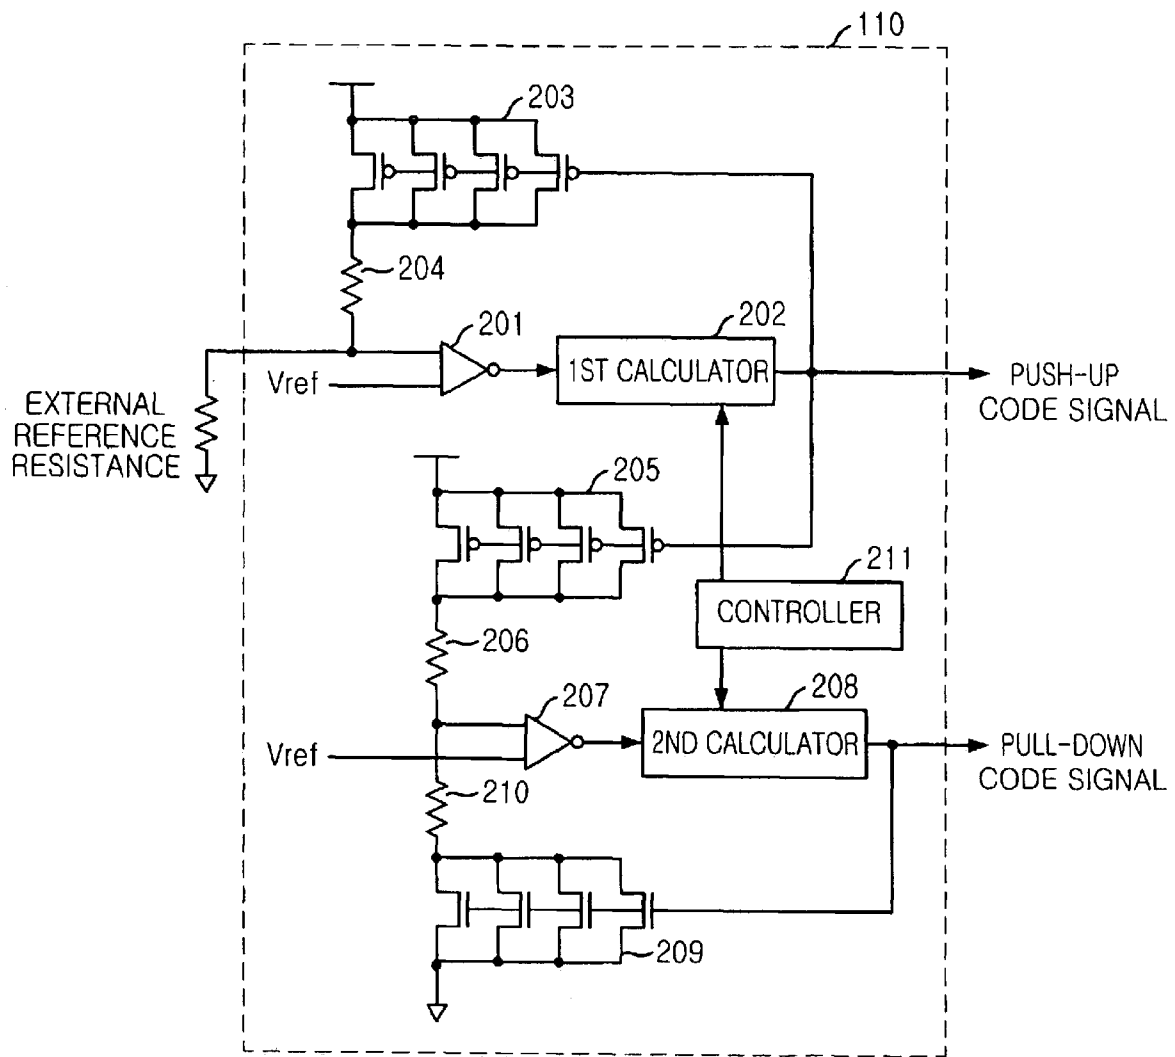 110
203
204
201
202
1ST CALCULATOR
Vref
PUSH-UP
CODE SIGNAL
EXTERNAL
REFERENCE
RESISTANCE
205
211
CONTROLLER
206
207
208
2ND CALCULATOR
Vref
PULL-DOWN
CODE SIGNAL
210
209